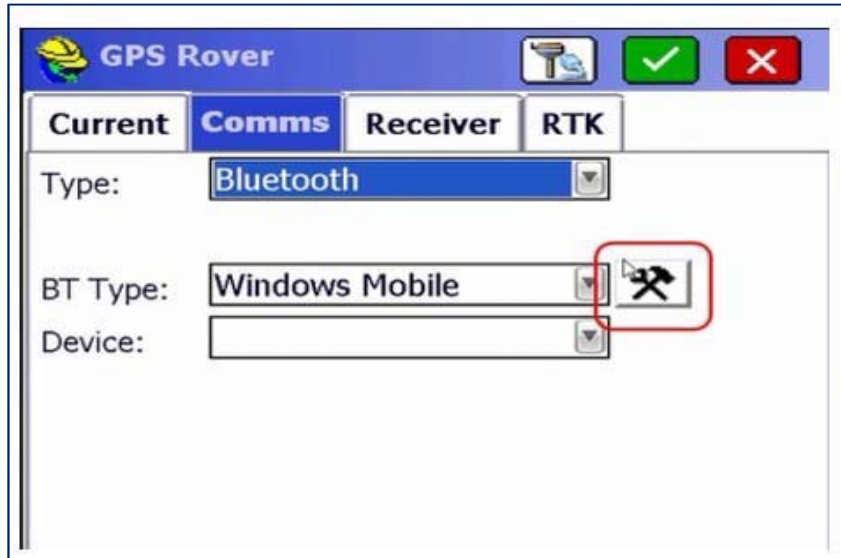 GPS Rover
Current Comms Receiver RTK
Type: Bluetooth
BT Type: Windows Mobile
Device: